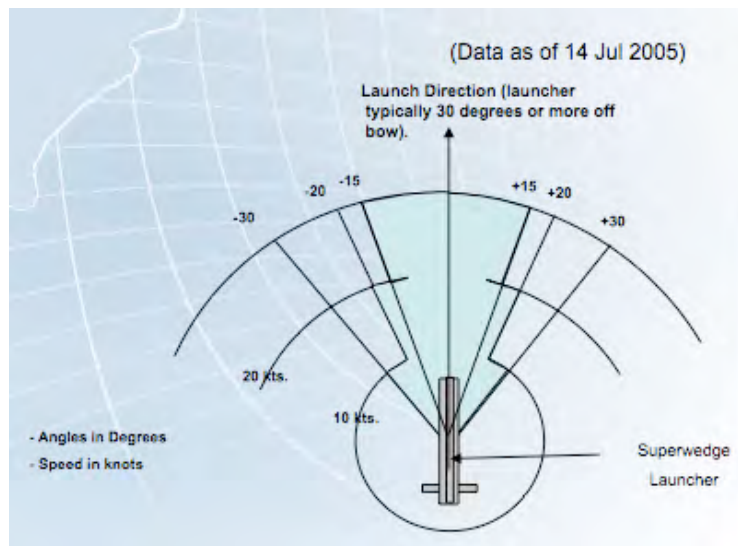 (Data as of 14 Jul 2005)
Launch Direction (launcher
typically 30 degrees or more off
bow).
-30
-20
-15
+15
+20
+30
20 kts.
10 kts.
- Angles in Degrees
- Speed in knots
Superwedge
Launcher